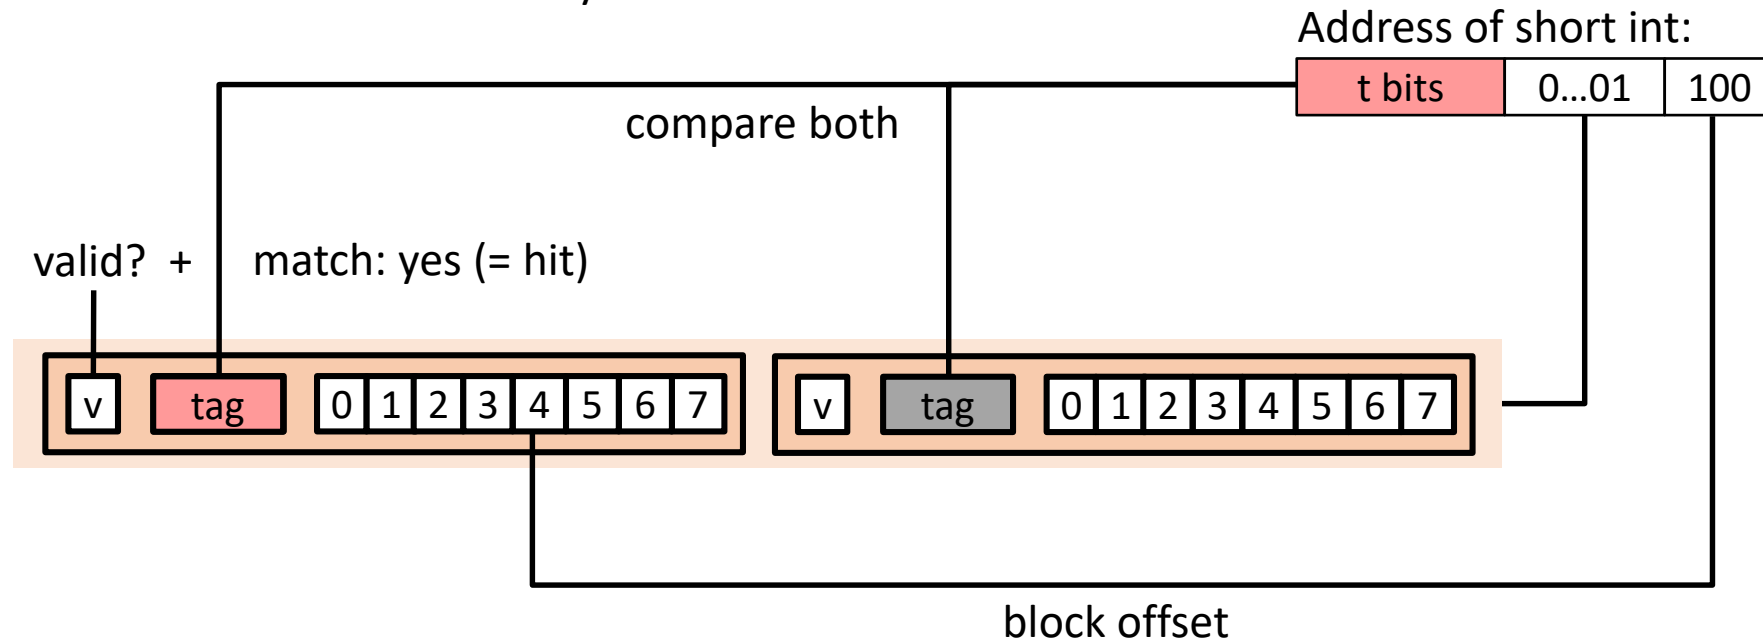 Address of short int:
t bits 0...01 100
compare both
valid? + match: yes (= hit)
v tag 0 1 2 3 4 5 6 7 v tag 0 1 2 3 4 5 6 7
block offset